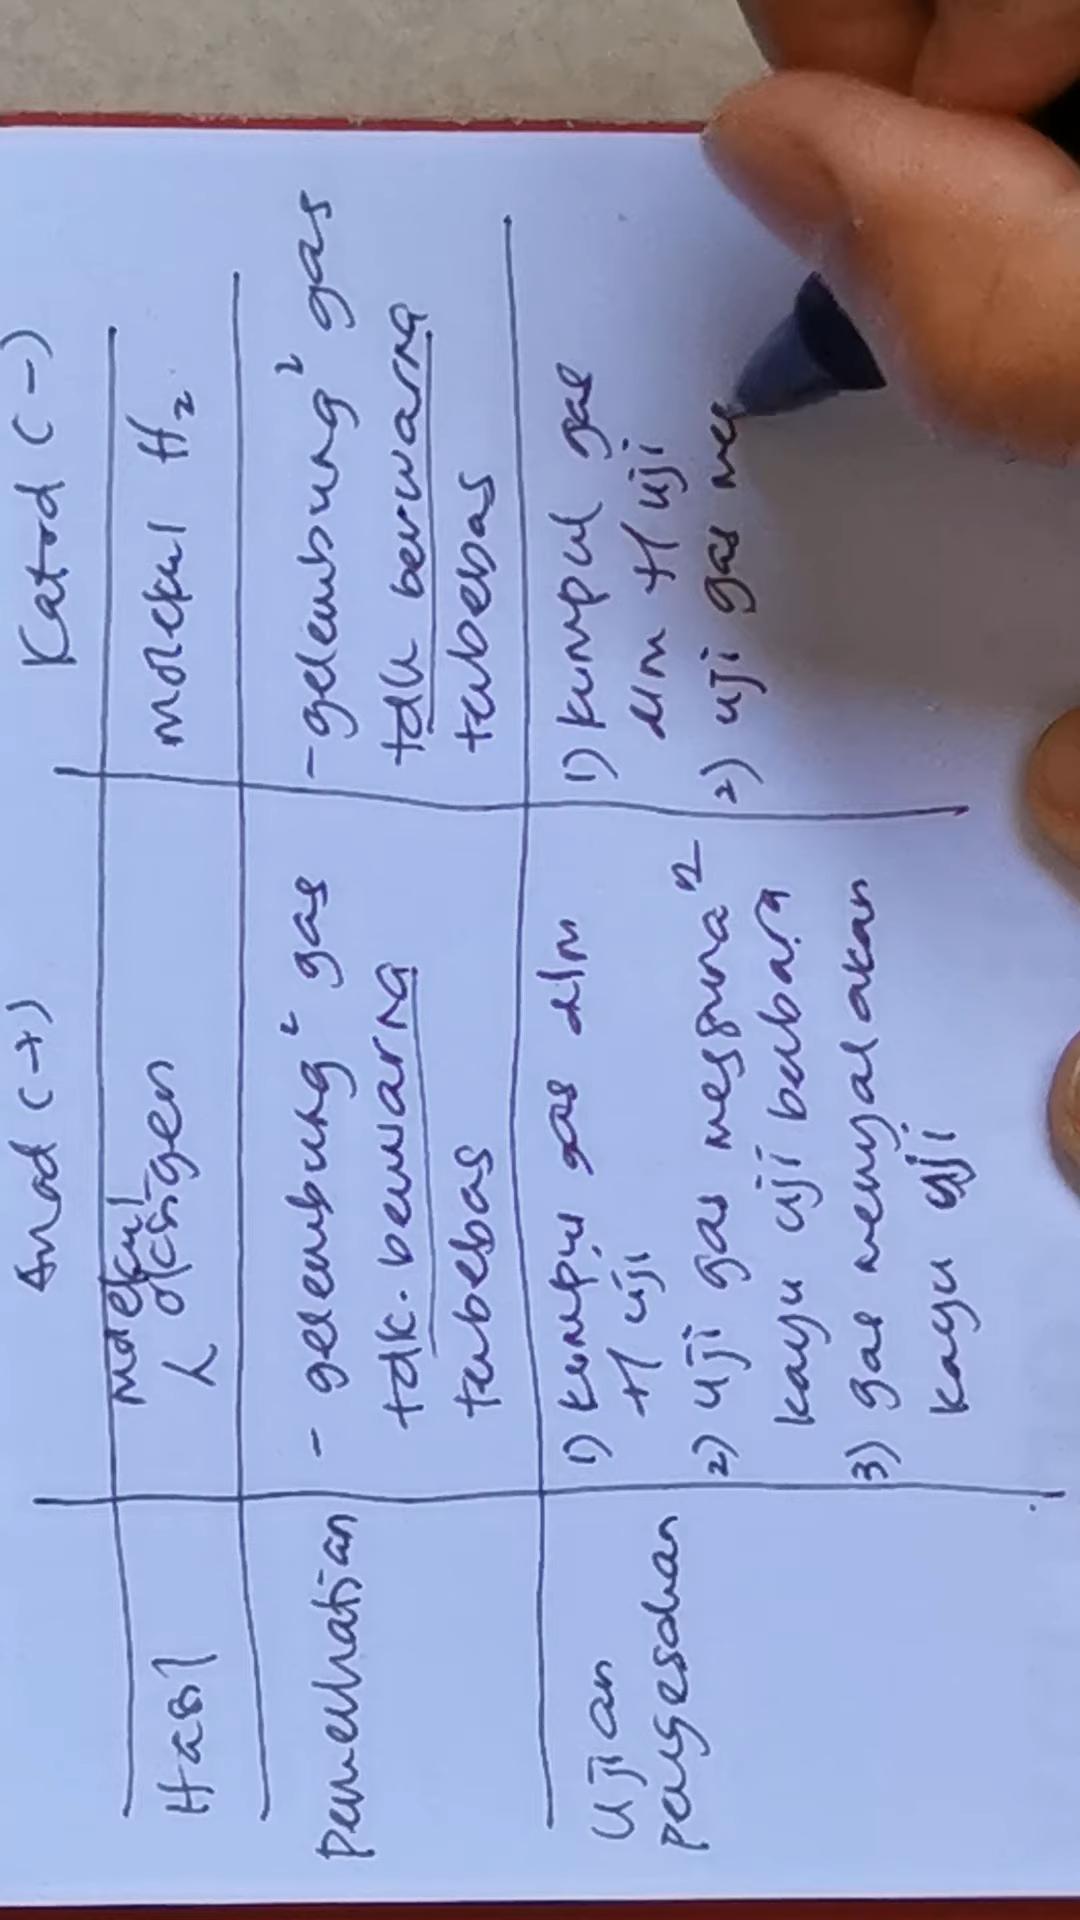 Anod (+)
Katod (-)
Hasil
Molekul
oksigen
molekul H₂
pemerhatian
- gelembung² gas
tdk. berwarna
terbebas
- gelembung² gas
tdk berwarna
terbebas
Ujian
pengesahan
1) kumpul gas dlm
t/ uji
2) uji gas mengguna²
kayu uji berbara
3) gas menyalakan
kayu uji
1) kumpul gas
dlm t/ uji
2) uji gas me